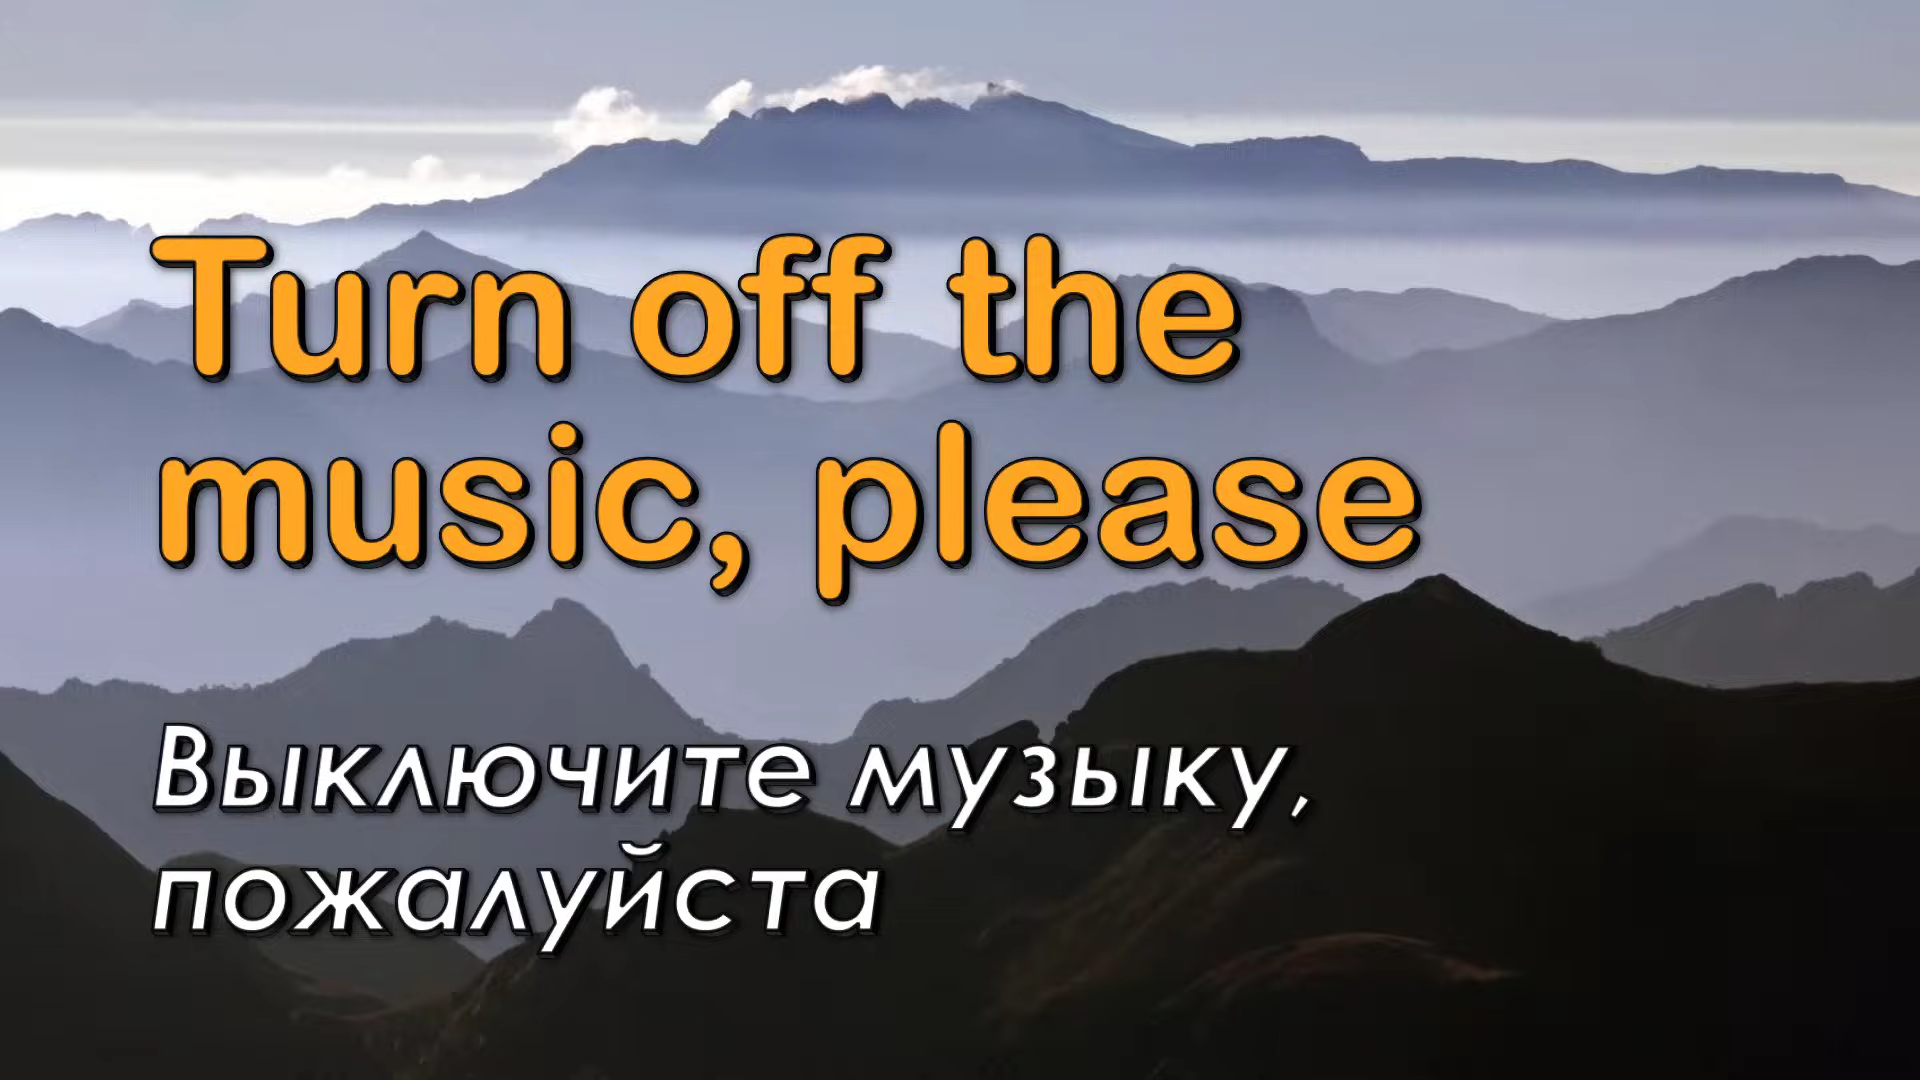 Turn off the
music, please
Выключите музыку,
пожалуйста